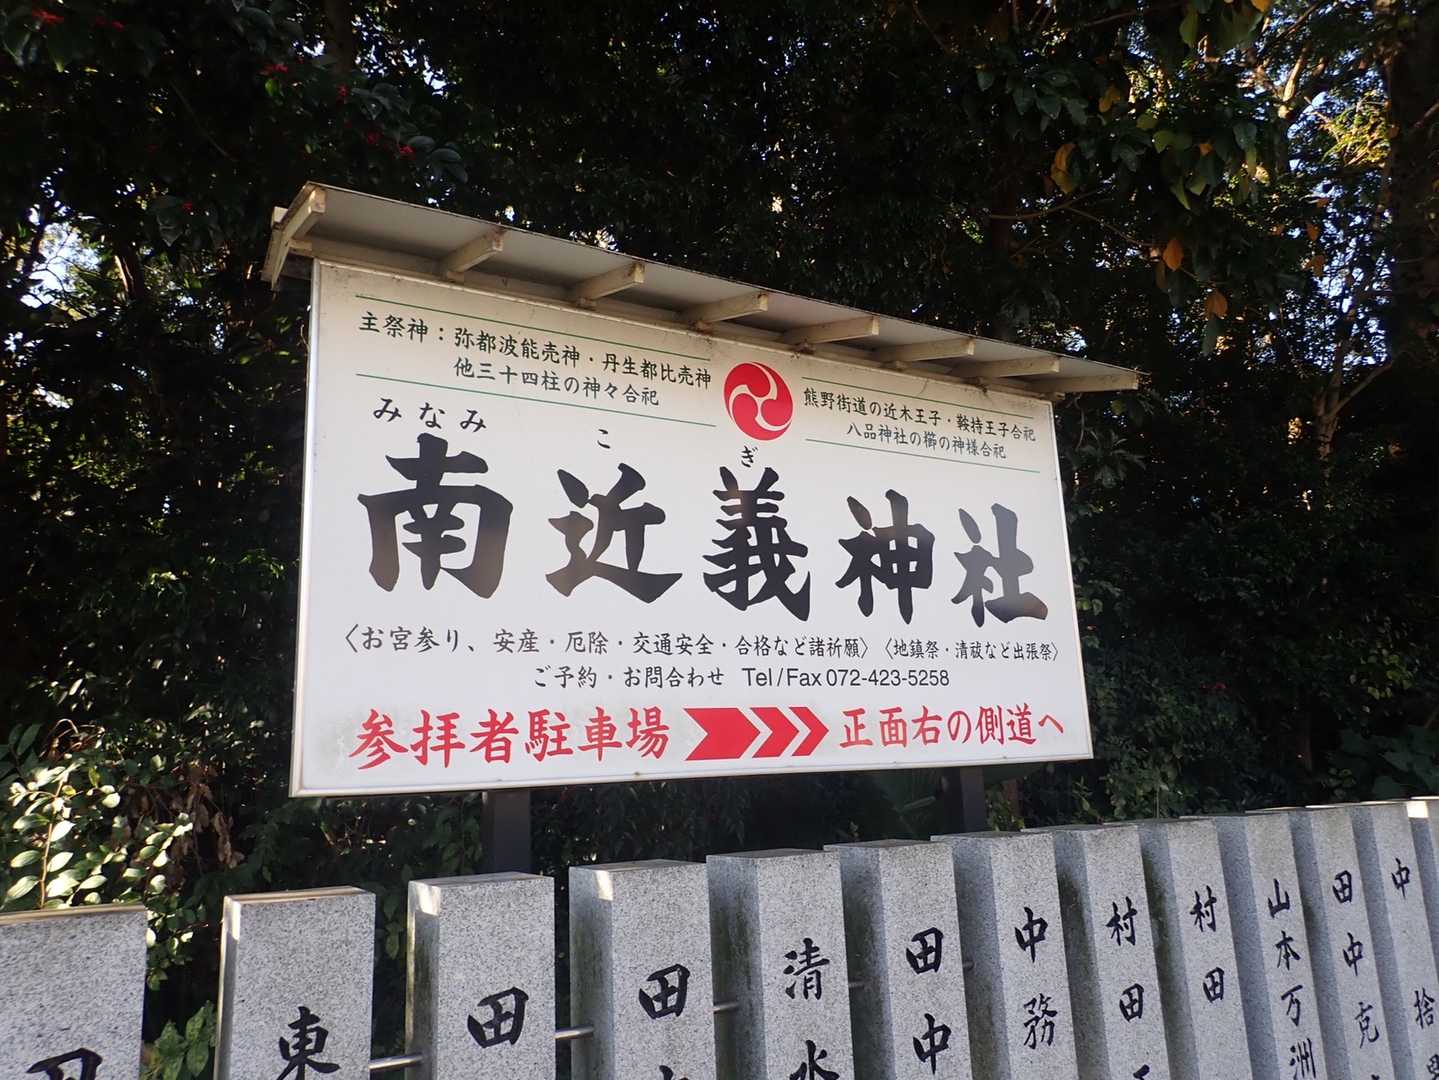 主祭神：弥都波能売神・丹生都比売神
他三十四柱の神々合祀
熊野街道の近木王子・鞍持王子合祀
八品神社の櫛の神様合祀
みなみ こ ぎ
南近義神社
〈お宮参り、安産・厄除・交通安全・合格など諸祈願〉〈地鎮祭・清祓など出張祭〉
ご予約・お問合わせ Tel/Fax 072-423-5258
参拝者駐車場 正面右の側道へ
東
田
田
清水
田中
中務
村田
村田
山本万洲
田中克
中捨